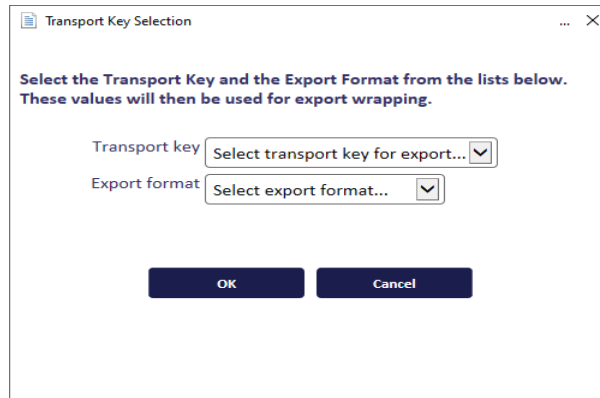 Transport Key Selection
...
Select the Transport Key and the Export Format from the lists below.
These values will then be used for export wrapping.
Transport key Select transport key for export...
Export format Select export format...
OK Cancel